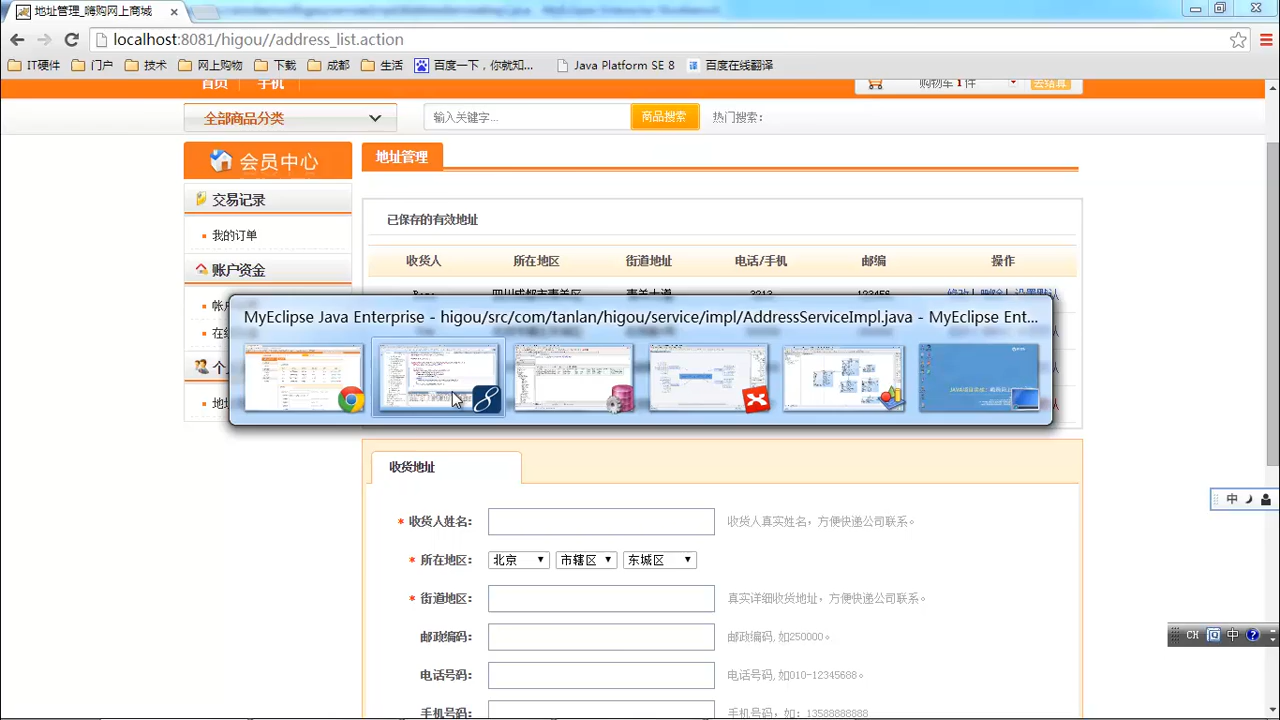 地址管理_嗨购网上商城
localhost:8081/higou//address_list.action
IT硬件 门户 技术 网上购物 下载 成都 生活 百度一下，你就知... Java Platform SE 8 百度在线翻译
首页 手机 购物车 1 件 去结算
全部商品分类 输入关键字... 商品搜索 热门搜索:
会员中心 地址管理
交易记录
已保存的有效地址
我的订单
收货人 所在地区 街道地址 电话/手机 邮编 操作
账户资金
MyEclipse Java Enterprise - higou/src/com/tanlan/higou/service/impl/AddressServiceImpl.java - MyEclipse Ent...
收货地址
* 收货人姓名: 收货人真实姓名，方便快递公司联系。
* 所在地区: 北京 市辖区 东城区
* 街道地区: 真实详细收货地址，方便快递公司联系。
邮政编码: 邮政编码, 如250000。
电话号码: 电话号码, 如010-12345688。
手机号码: 手机号码，如: 13588888888
中
CH 中